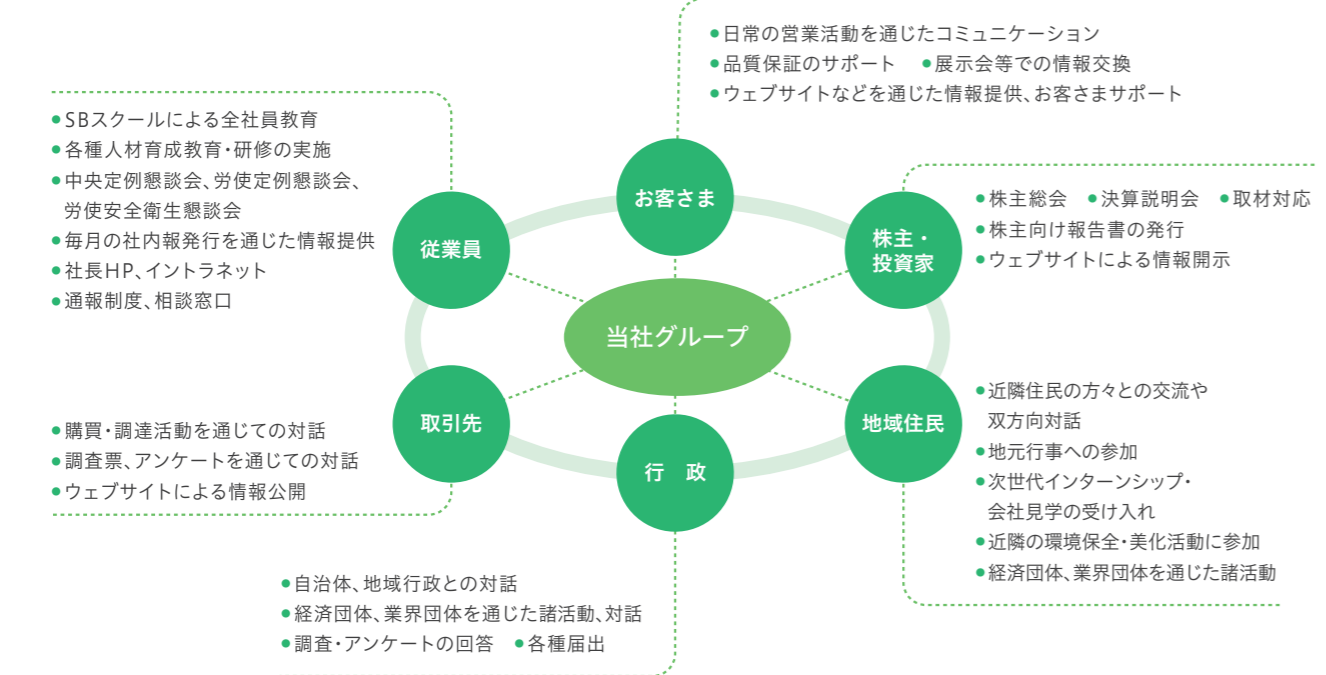 ●日常の営業活動を通じたコミュニケーション
●品質保証のサポート ●展示会等での情報交換
●ウェブサイトなどを通じた情報提供、お客さまサポート
お客さま
●SBスクールによる全社員教育
●各種人材育成教育・研修の実施
●中央定例懇談会、労使定例懇談会、
労使安全衛生懇談会
●毎月の社内報発行を通じた情報提供
●社長HP、イントラネット
●通報制度、相談窓口
従業員
●株主総会 ●決算説明会 ●取材対応
●株主向け報告書の発行
●ウェブサイトによる情報開示
株主・
投資家
当社グループ
●購買・調達活動を通じての対話
●調査票、アンケートを通じての対話
●ウェブサイトによる情報公開
取引先
●近隣住民の方々との交流や
双方向対話
●地元行事への参加
●次世代インターンシップ・
会社見学の受け入れ
●近隣の環境保全・美化活動に参加
●経済団体、業界団体を通じた諸活動
地域住民
行 政
●自治体、地域行政との対話
●経済団体、業界団体を通じた諸活動、対話
●調査・アンケートの回答 ●各種届出